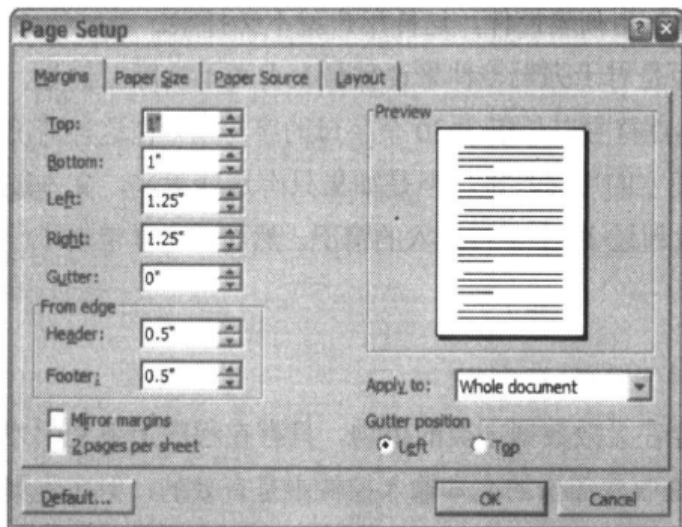 Page Setup
Margins Paper Size Paper Source Layout
Top: 1"
Bottom: 1"
Left: 1.25"
Right: 1.25"
Gutter: 0"
From edge
Header: 0.5"
Footer: 0.5"
Mirror margins
2 pages per sheet
Preview
Apply to: Whole document
Gutter position
Left Top
Default... OK Cancel